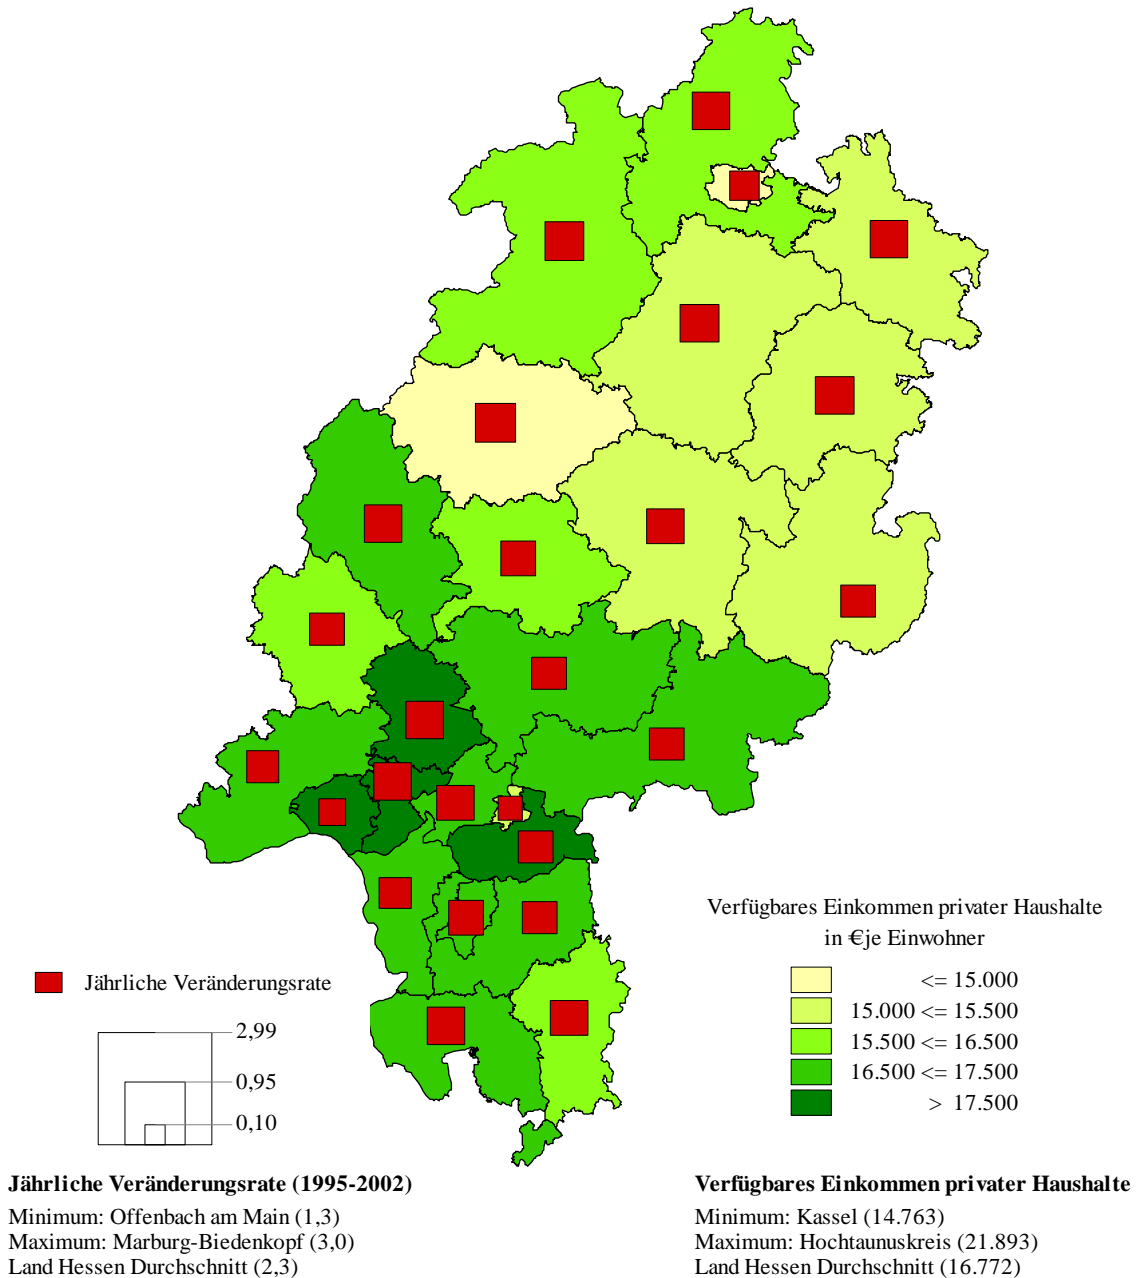 Verfügbares Einkommen privater Haushalte
in €je Einwohner
<= 15.000
15.000 <= 15.500
15.500 <= 16.500
16.500 <= 17.500
> 17.500
Jährliche Veränderungsrate
2,99
0,95
0,10
Jährliche Veränderungsrate (1995-2002)
Minimum: Offenbach am Main (1,3)
Maximum: Marburg-Biedenkopf (3,0)
Land Hessen Durchschnitt (2,3)
Verfügbares Einkommen privater Haushalte
Minimum: Kassel (14.763)
Maximum: Hochtaunuskreis (21.893)
Land Hessen Durchschnitt (16.772)